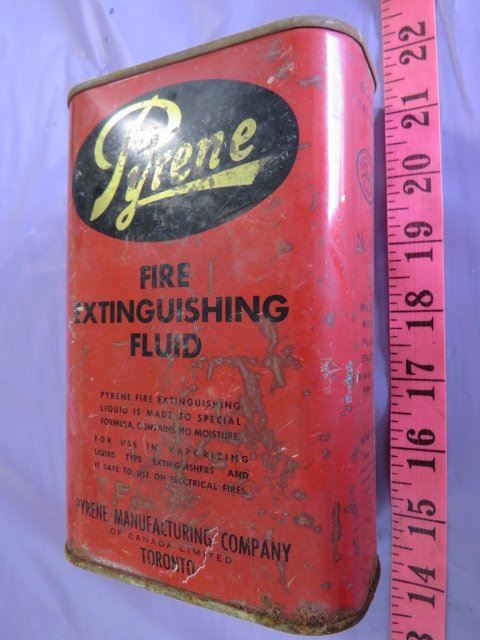 Pyrene
FIRE
EXTINGUISHING
FLUID
PYRENE FIRE EXTINGUISHING
LIQUID IS MADE TO SPECIAL
FORMULA, CONTAINS NO MOISTURE
FOR USE IN VAPORIZING
LIQUID TYPE EXTINGUISHERS AND
IS SAFE TO USE ON ELECTRICAL FIRES.
PYRENE MANUFACTURING COMPANY
OF CANADA LIMITED
TORONTO
22
21
20
19
18
17
16
15
14